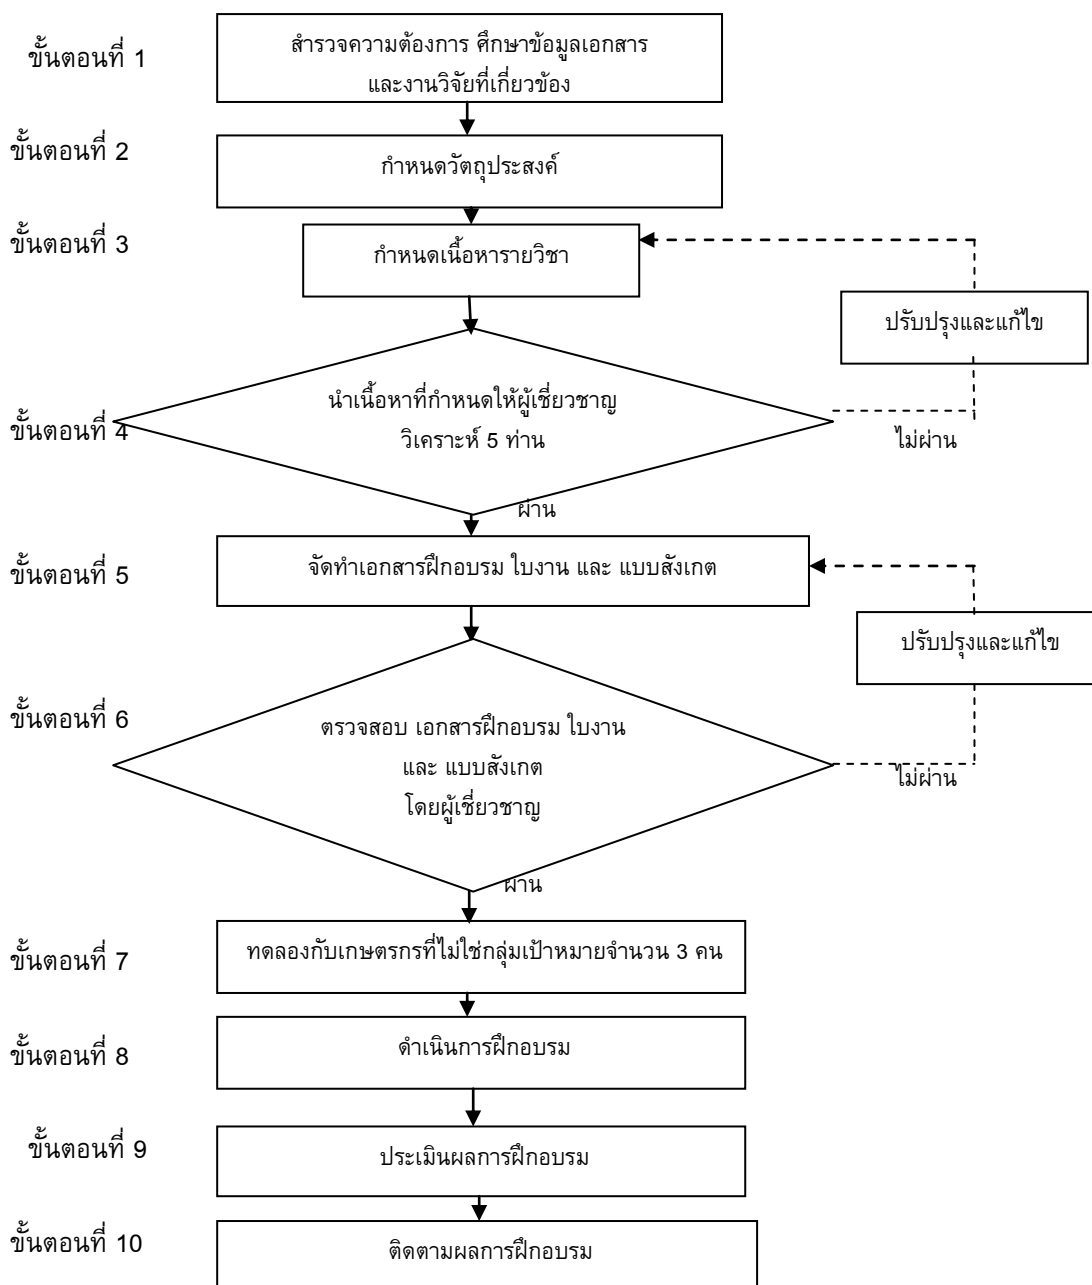 ขั้นตอนที่ 1
สำรวจความต้องการ ศึกษาข้อมูลเอกสาร
และงานวิจัยที่เกี่ยวข้อง
ขั้นตอนที่ 2
กำหนดวัตถุประสงค์
ขั้นตอนที่ 3
กำหนดเนื้อหารายวิชา
ปรับปรุงและแก้ไข
ขั้นตอนที่ 4
นำเนื้อหาที่กำหนดให้ผู้เชี่ยวชาญ
วิเคราะห์ 5 ท่าน
ไม่ผ่าน
ผ่าน
ขั้นตอนที่ 5
จัดทำเอกสารฝึกอบรม ใบงาน และ แบบสังเกต
ปรับปรุงและแก้ไข
ขั้นตอนที่ 6
ตรวจสอบ เอกสารฝึกอบรม ใบงาน
และ แบบสังเกต
โดยผู้เชี่ยวชาญ
ไม่ผ่าน
ผ่าน
ขั้นตอนที่ 7
ทดลองกับเกษตรกรที่ไม่ใช่กลุ่มเป้าหมายจำนวน 3 คน
ขั้นตอนที่ 8
ดำเนินการฝึกอบรม
ขั้นตอนที่ 9
ประเมินผลการฝึกอบรม
ขั้นตอนที่ 10
ติดตามผลการฝึกอบรม